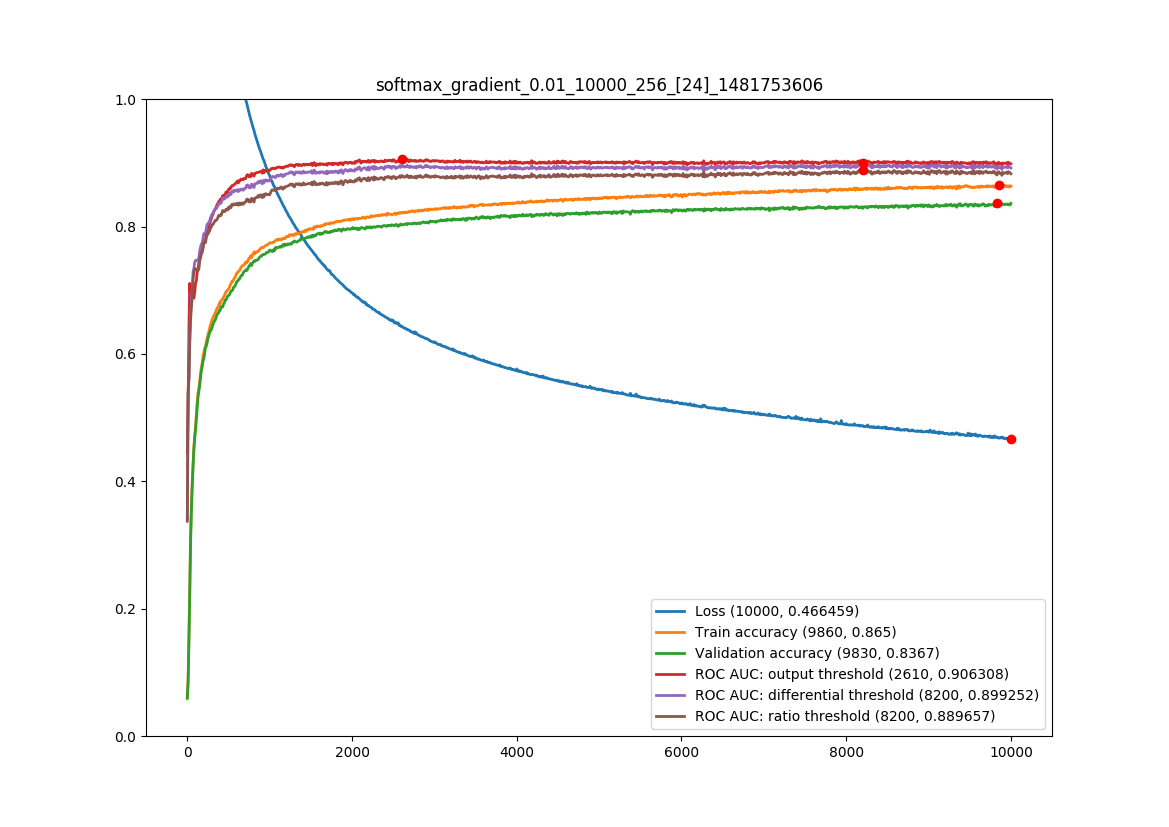 softmax_gradient_0.01_10000_256_[24]_1481753606
1.0
0.8
0.6
0.4
0.2
0.0
Loss (10000, 0.466459)
Train accuracy (9860, 0.865)
Validation accuracy (9830, 0.8367)
ROC AUC: output threshold (2610, 0.906308)
ROC AUC: differential threshold (8200, 0.899252)
ROC AUC: ratio threshold (8200, 0.889657)
0 2000 4000 6000 8000 10000